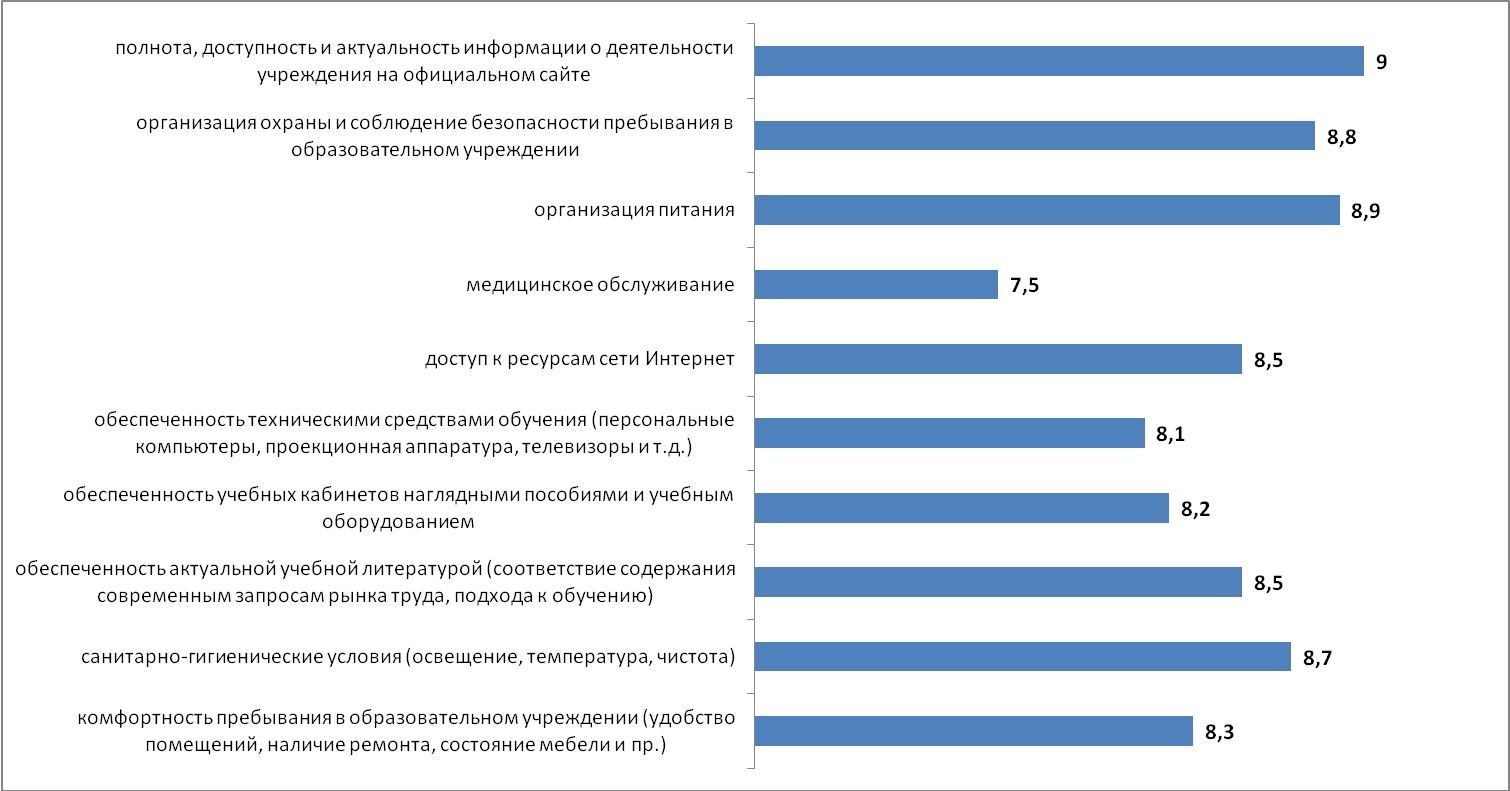 полнота, доступность и актуальность информации о деятельности
учреждения на официальном сайте
9
организация охраны и соблюдение безопасности пребывания в
образовательном учреждении
8,8
организация питания
8,9
медицинское обслуживание
7,5
доступ к ресурсам сети Интернет
8,5
обеспеченность техническими средствами обучения (персональные
компьютеры, проекционная аппаратура, телевизоры и т.д.)
8,1
обеспеченность учебных кабинетов наглядными пособиями и учебным
оборудованием
8,2
обеспеченность актуальной учебной литературой (соответствие содержания
современным запросам рынка труда, подхода к обучению)
8,5
санитарно-гигиенические условия (освещение, температура, чистота)
8,7
комфортность пребывания в образовательном учреждении (удобство
помещений, наличие ремонта, состояние мебели и пр.)
8,3